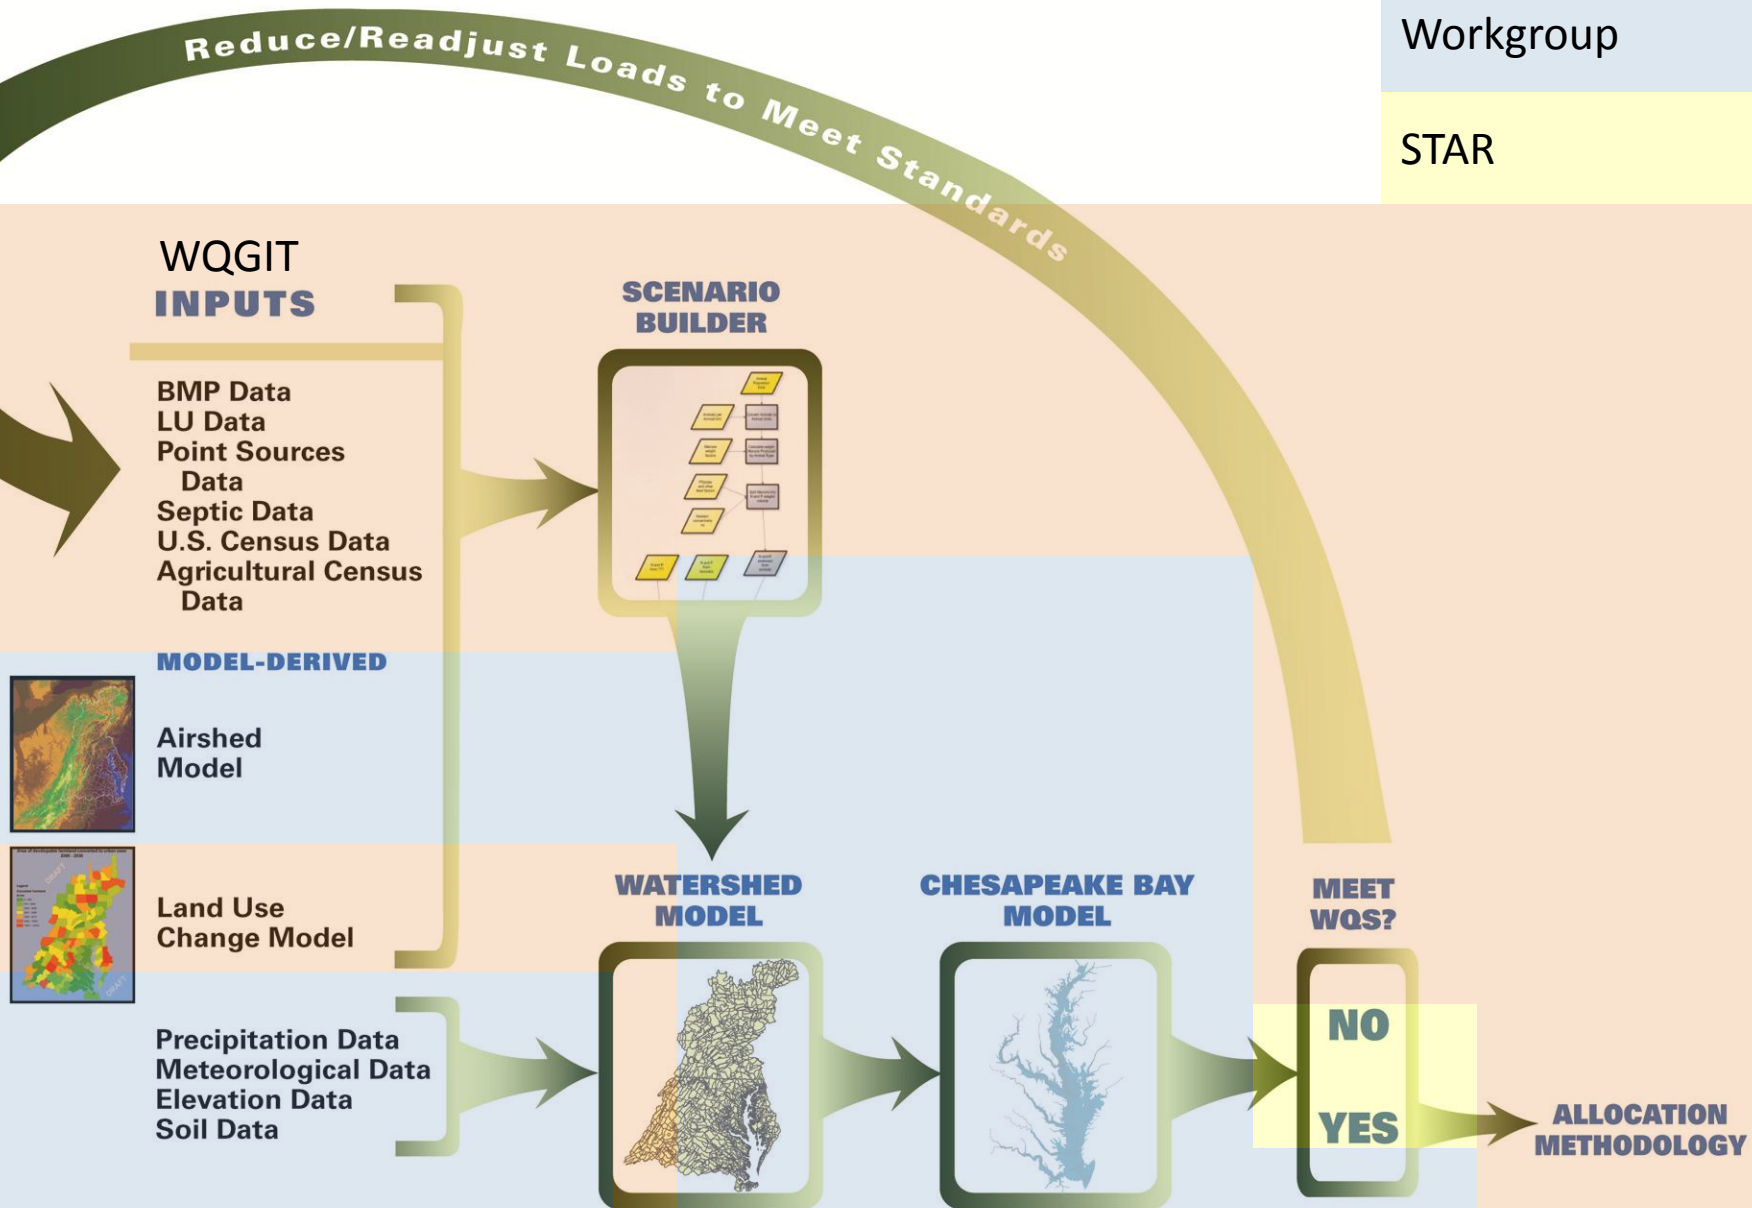 Reduce/Readjust Loads to Meet Standards
Workgroup
STAR
WQGIT
INPUTS
BMP Data
LU Data
Point Sources
Data
Septic Data
U.S. Census Data
Agricultural Census
Data
SCENARIO
BUILDER
MODEL-DERIVED
Airshed
Model
DRAFT
DRAFT
Land Use
Change Model
Precipitation Data
Meteorological Data
Elevation Data
Soil Data
WATERSHED
MODEL
CHESAPEAKE BAY
MODEL
MEET
WQS?
NO
YES
ALLOCATION
METHODOLOGY